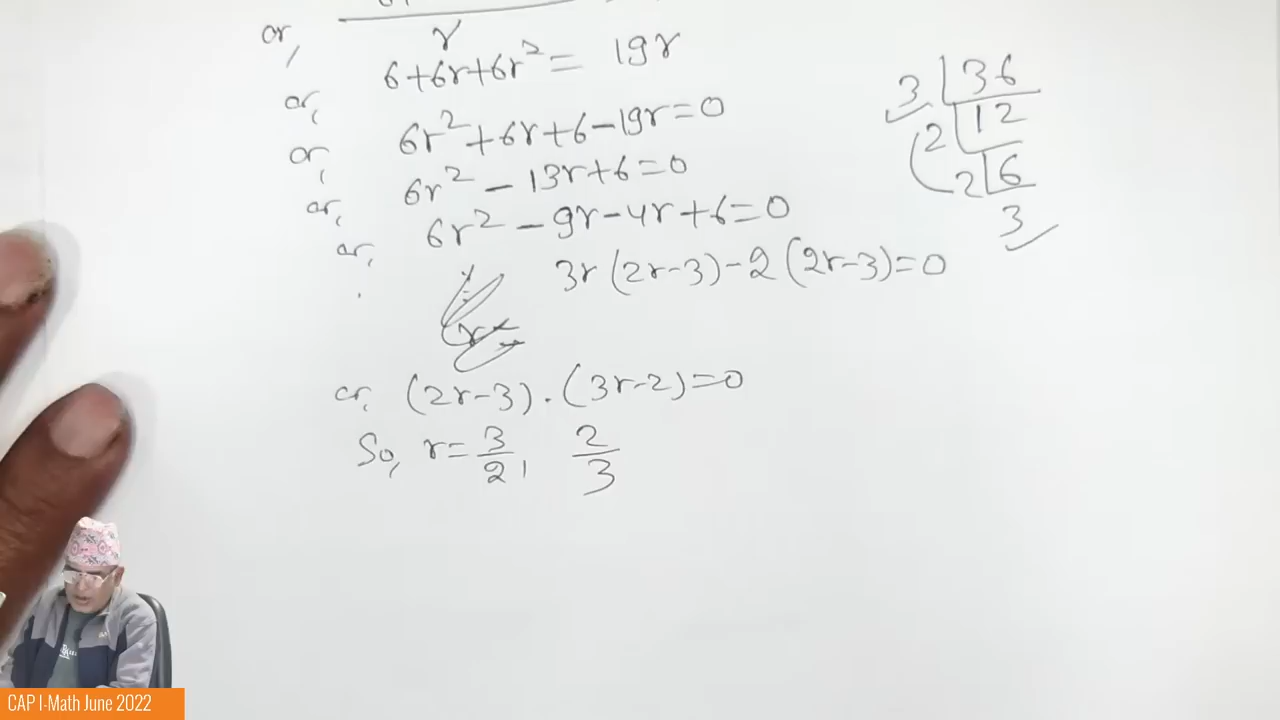 or,
r
6+6r+6r² = 19r
or,
6r²+6r+6-19r=0
or,
6r² - 13r+6=0
or,
6r² - 9r-4r+6=0
or,
3r(2r-3)-2(2r-3)=0
or, (2r-3).(3r-2)=0
So, r= 3/2, 2/3
3 | 36
2 | 12
2 | 6
3
CAP I-Math June 2022